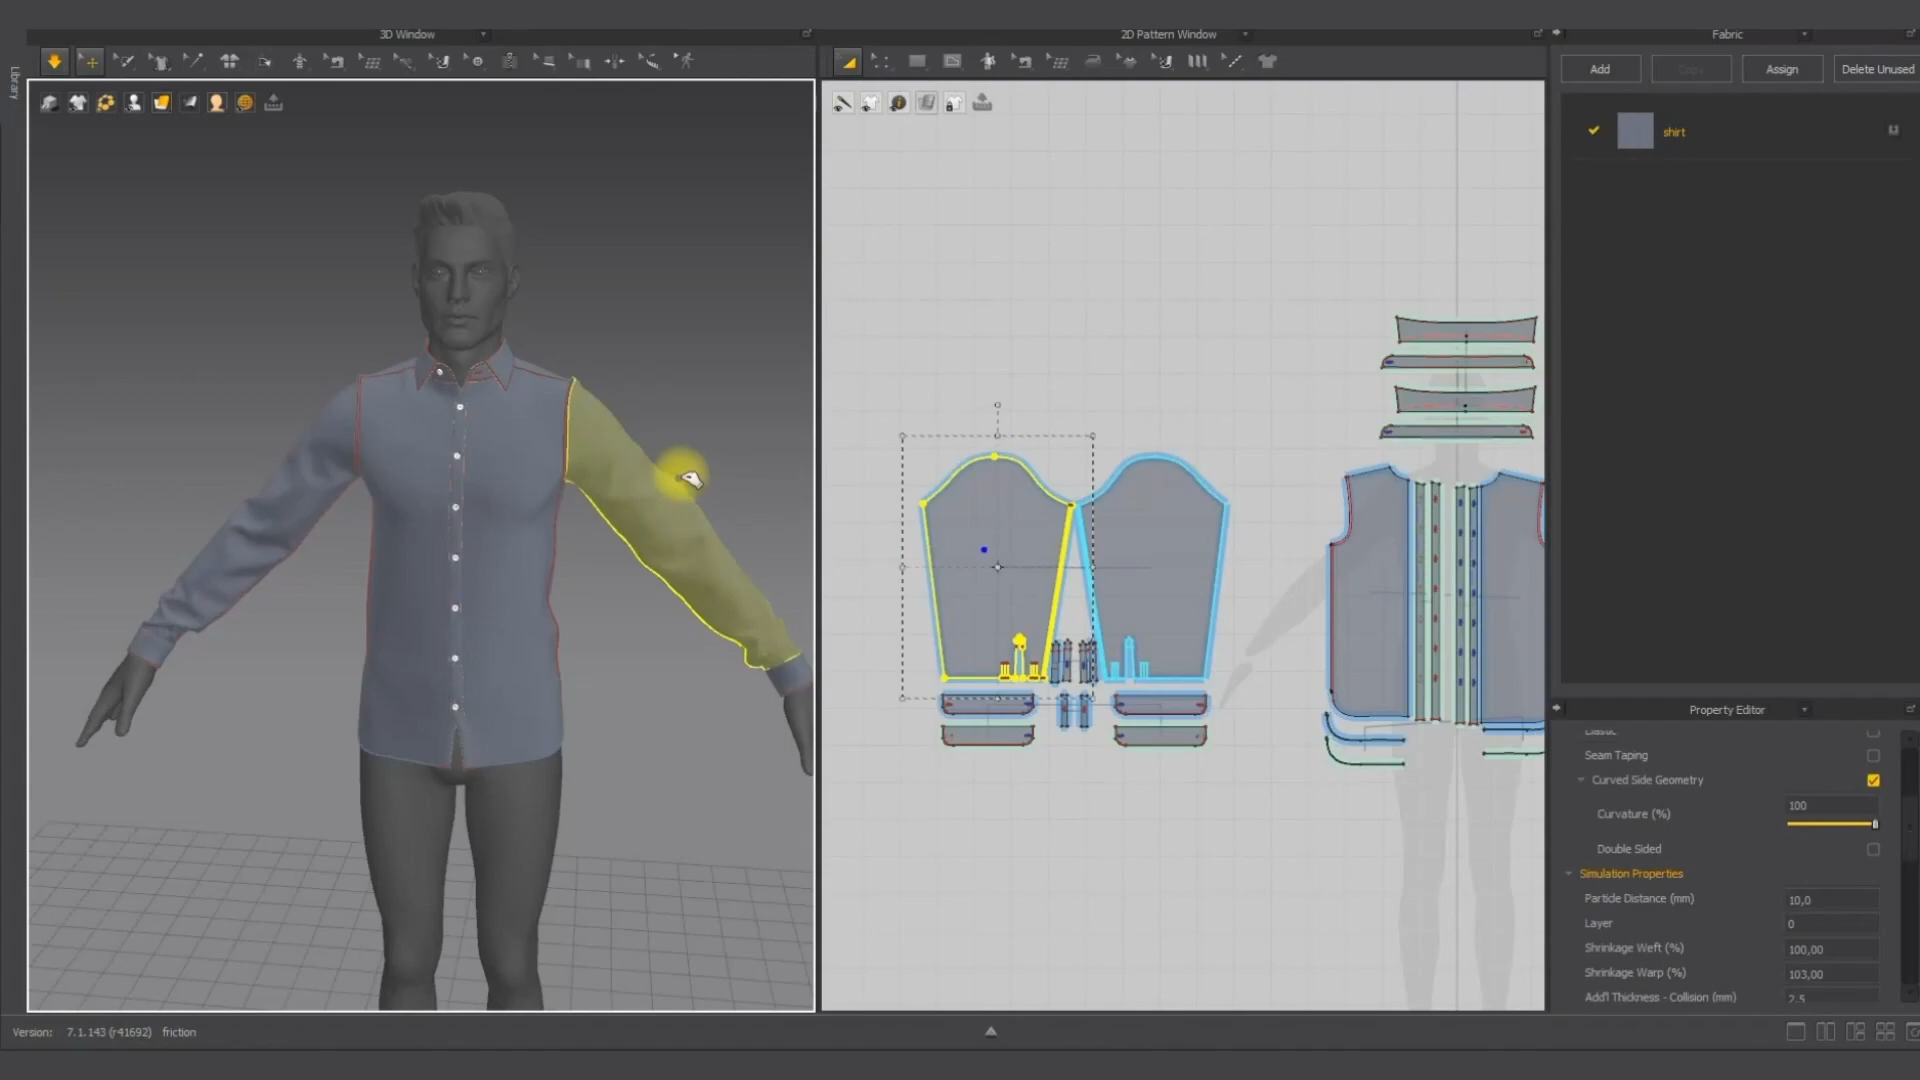 3D Window
2D Pattern Window
Fabric
Library
Add
Copy
Assign
Delete Unused
shirt
Property Editor
Elastic
Seam Taping
Curved Side Geometry
Curvature (%)
100
Double Sided
Simulation Properties
Particle Distance (mm)
10,0
Layer
0
Shrinkage Weft (%)
100,00
Shrinkage Warp (%)
103,00
Add'l Thickness - Collision (mm)
2,5
Version: 7.1.143 (r41692) friction